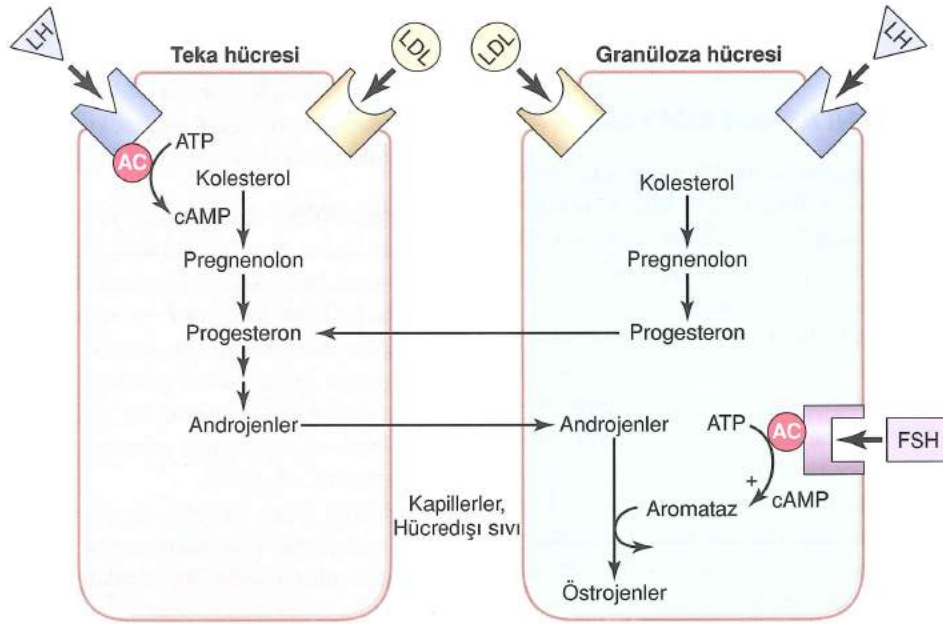 LH
Teka hücresi
LDL
LDL
Granüloza hücresi
LH
AC
ATP
cAMP
Kolesterol
Pregnenolon
Progesteron
Androjenler
Kolesterol
Pregnenolon
Progesteron
Androjenler
ATP
AC
FSH
+
cAMP
Aromataz
Östrojenler
Kapillerler,
Hücredışı sıvı